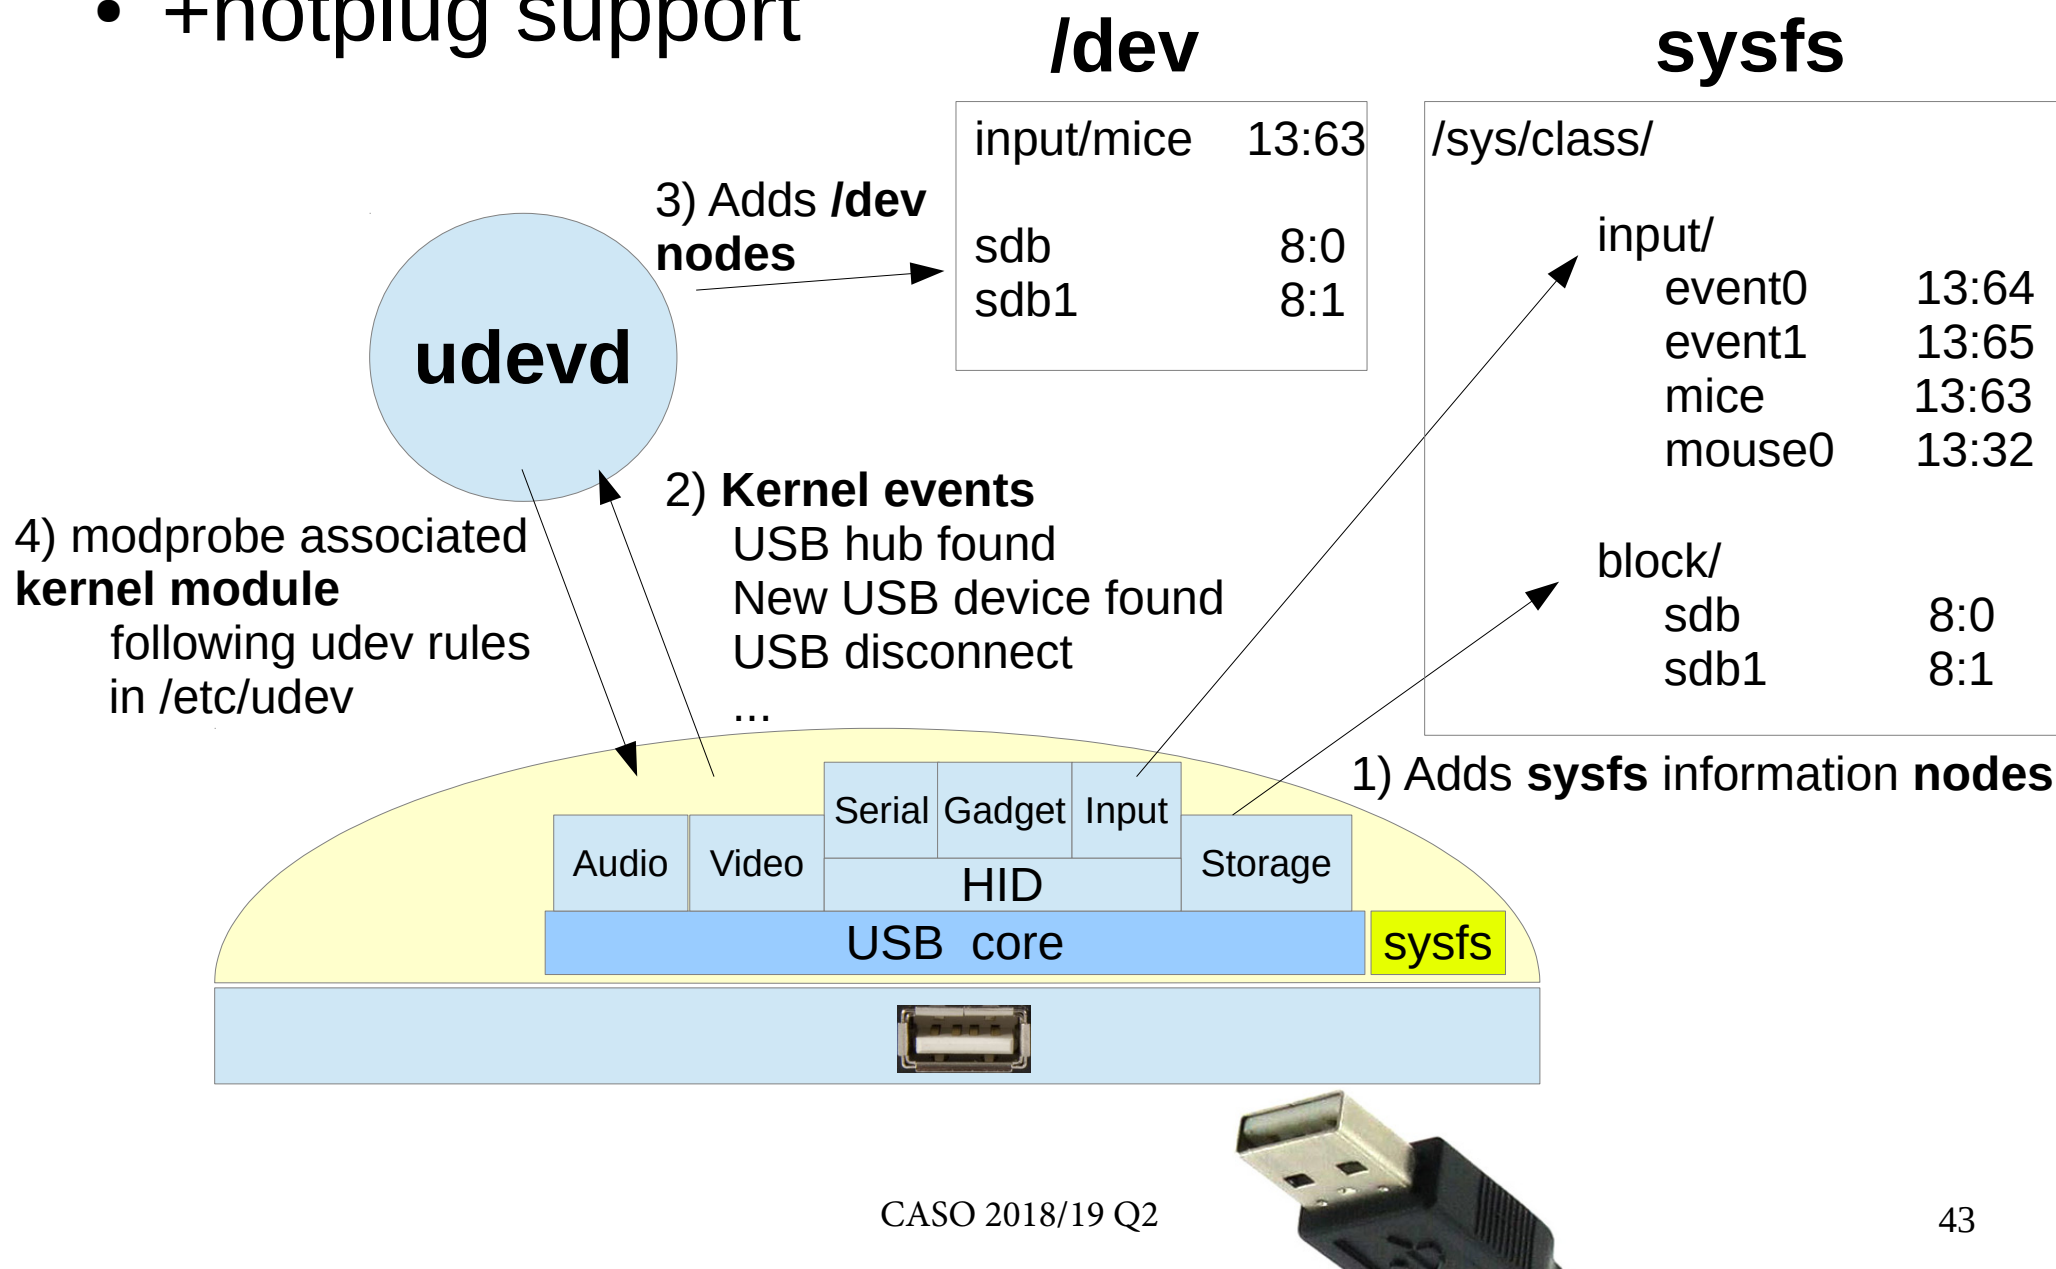 • +hotplug support
/dev
sysfs
input/mice 13:63
sdb 8:0
sdb1 8:1
/sys/class/
input/
event0 13:64
event1 13:65
mice 13:63
mouse0 13:32
block/
sdb 8:0
sdb1 8:1
3) Adds /dev
nodes
udevd
2) Kernel events
USB hub found
New USB device found
USB disconnect
...
4) modprobe associated
kernel module
following udev rules
in /etc/udev
1) Adds sysfs information nodes
Serial Gadget Input
Audio Video Storage
HID
USB core
sysfs
CASO 2018/19 Q2
43